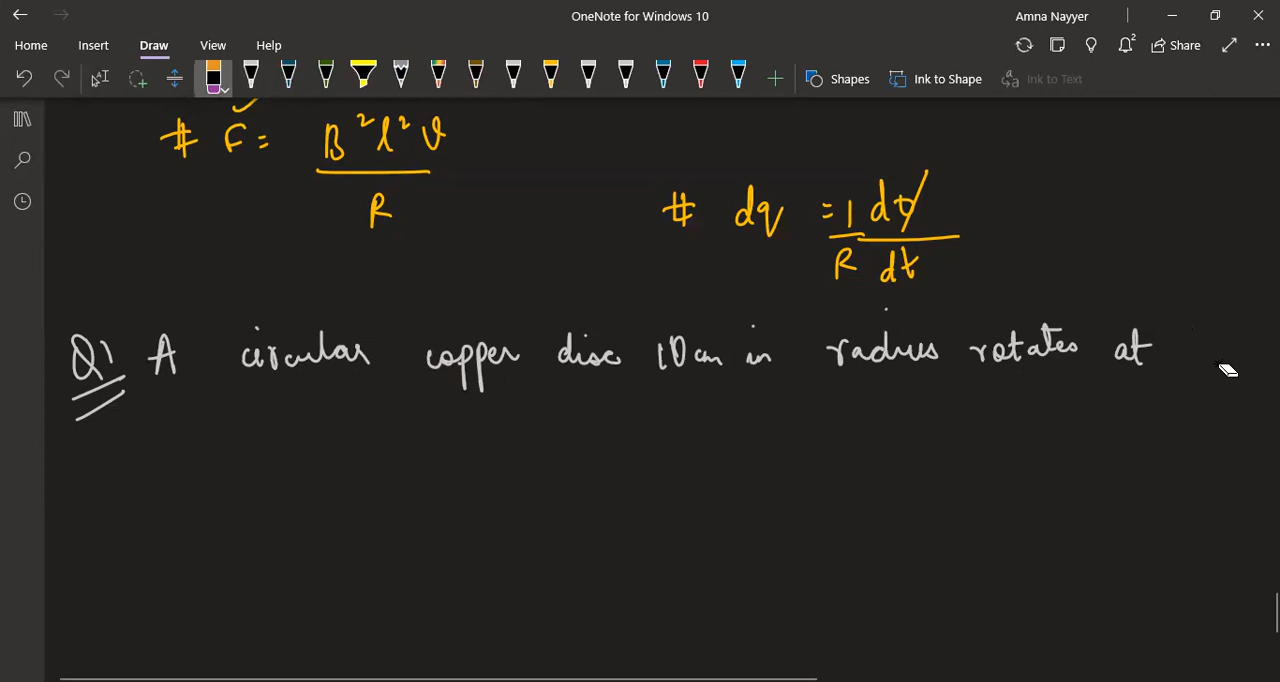 OneNote for Windows 10
Amna Nayyer
Home Insert Draw View Help
Share
Shapes Ink to Shape Ink to Text
# F = B²l²v / R
# dq = 1/R dϕ/dt
Q1 A circular copper disc 10cm in radius rotates at